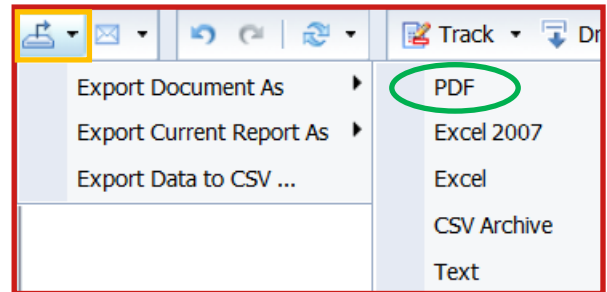 Track Dr
Export Document As PDF
Export Current Report As Excel 2007
Export Data to CSV ... Excel
CSV Archive
Text